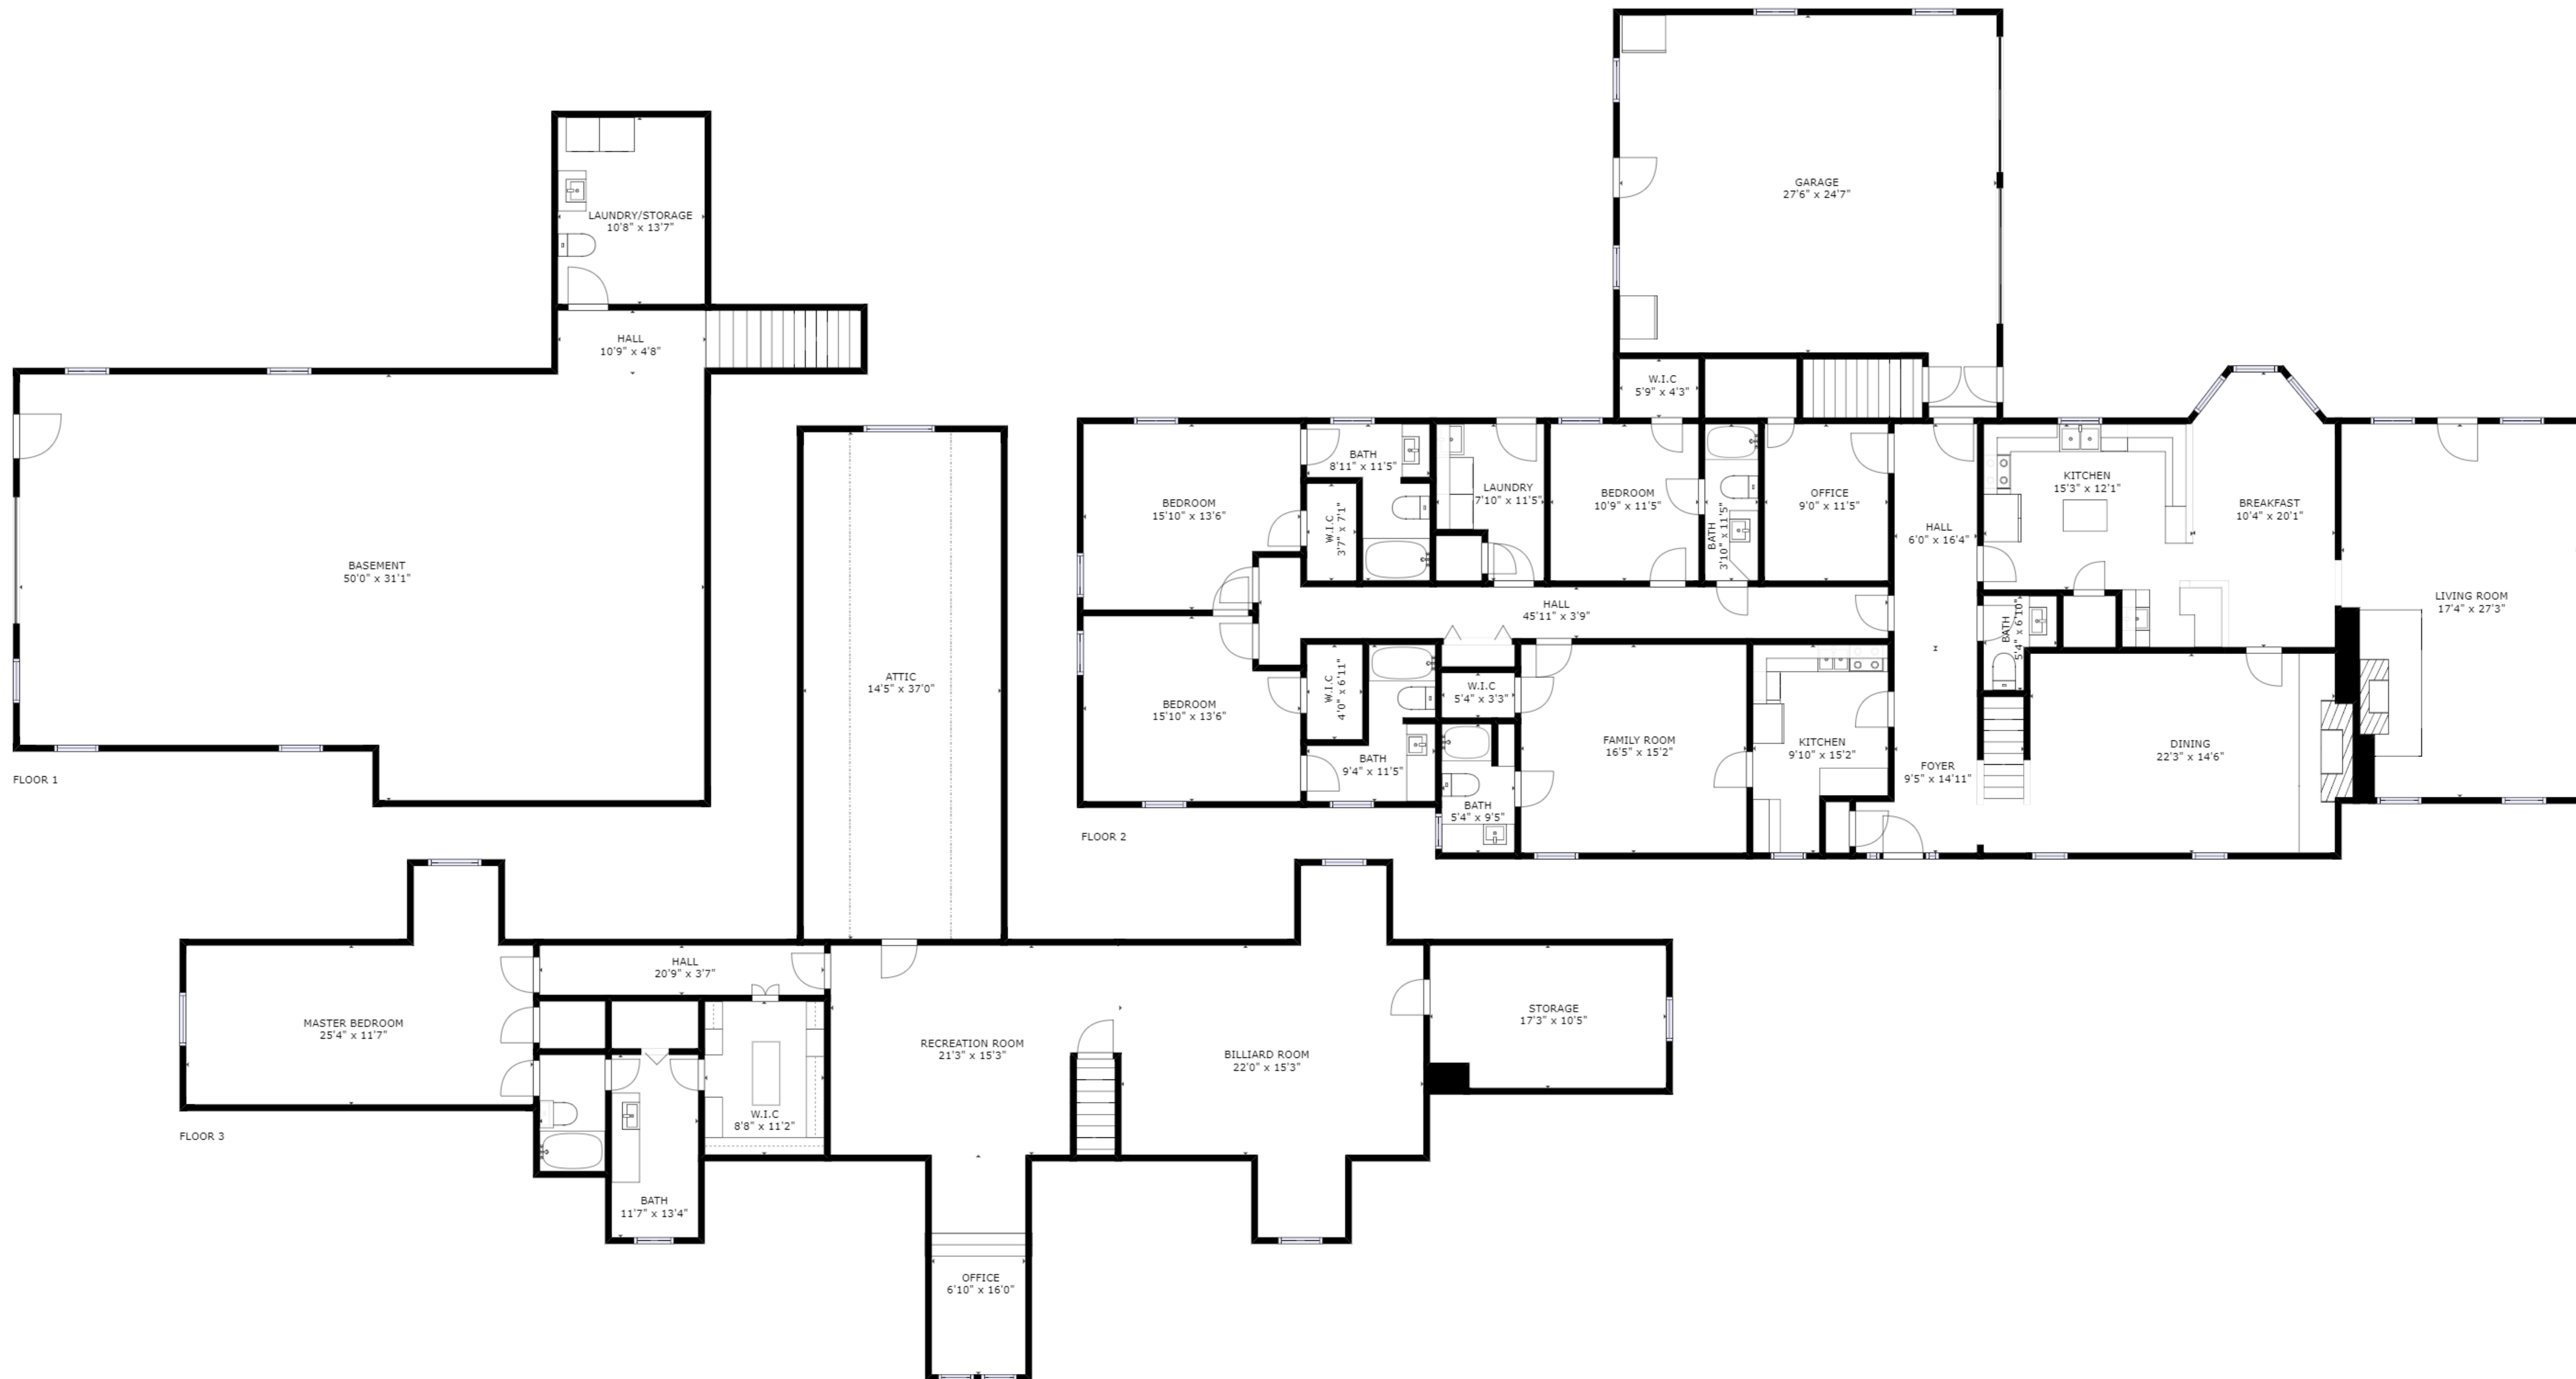 LAUNDRY/STORAGE
10'8" x 13'7"
HALL
10'9" x 4'8"
BASEMENT
50'0" x 31'1"
FLOOR 1
GARAGE
27'6" x 24'7"
W.I.C
5'9" x 4'3"
BEDROOM
15'10" x 13'6"
BATH
8'11" x 11'5"
W.I.C
3'7" x 7'1"
LAUNDRY
7'10" x 11'5"
BEDROOM
10'9" x 11'5"
BATH
3'10" x 11'5"
OFFICE
9'0" x 11'5"
HALL
6'0" x 16'4"
KITCHEN
15'3" x 12'1"
BREAKFAST
10'4" x 20'1"
LIVING ROOM
17'4" x 27'3"
HALL
45'11" x 3'9"
BATH
5'4" x 6'10"
BEDROOM
15'10" x 13'6"
W.I.C
4'0" x 6'11"
BATH
9'4" x 11'5"
W.I.C
5'4" x 3'3"
BATH
5'4" x 9'5"
FAMILY ROOM
16'5" x 15'2"
KITCHEN
9'10" x 15'2"
FOYER
9'5" x 14'11"
DINING
22'3" x 14'6"
FLOOR 2
ATTIC
14'5" x 37'0"
HALL
20'9" x 3'7"
MASTER BEDROOM
25'4" x 11'7"
W.I.C
8'8" x 11'2"
BATH
11'7" x 13'4"
RECREATION ROOM
21'3" x 15'3"
BILLIARD ROOM
22'0" x 15'3"
STORAGE
17'3" x 10'5"
OFFICE
6'10" x 16'0"
FLOOR 3